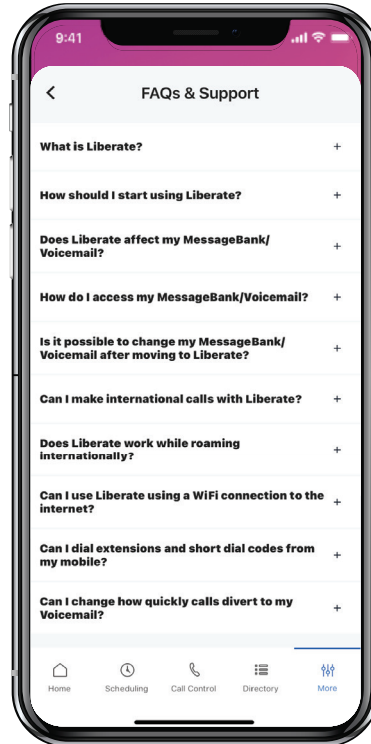 9:41
FAQs & Support
What is Liberate?
How should I start using Liberate?
Does Liberate affect my MessageBank/
Voicemail?
How do I access my MessageBank/Voicemail?
Is it possible to change my MessageBank/
Voicemail after moving to Liberate?
Can I make international calls with Liberate?
Does Liberate work while roaming
internationally?
Can I use Liberate using a WiFi connection to the
internet?
Can I dial extensions and short dial codes from
my mobile?
Can I change how quickly calls divert to my
Voicemail?
Home Scheduling Call Control Directory More